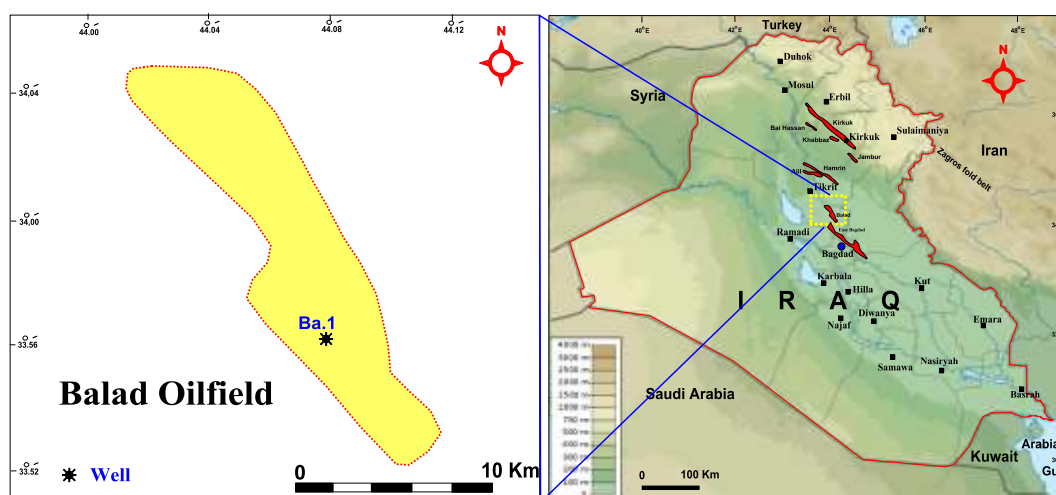 44.00
44.04
44.08
44.12
N
34,04
34,00
33.56
33.52
Ba.1
Balad Oilfield
Well
0
10 Km
40°E
42°E
44°E
46°E
48°E
Turkey
N
Duhok
Mosul
Syria
Erbil
Kirkuk
Bai Hassan
Khabbaz
Kirkuk
Sulaimaniya
Jambur
Iran
Zagros fold belt
Hamrin
Ajil
Tikrit
Balad
East Bagdad
Ramadi
Bagdad
Karbala
Hilla
Kut
I R A Q
Diwanya
Najaf
Emara
Samawa
Nasiryah
Basrah
Saudi Arabia
Kuwait
Arabia
Gu
0
100 Km